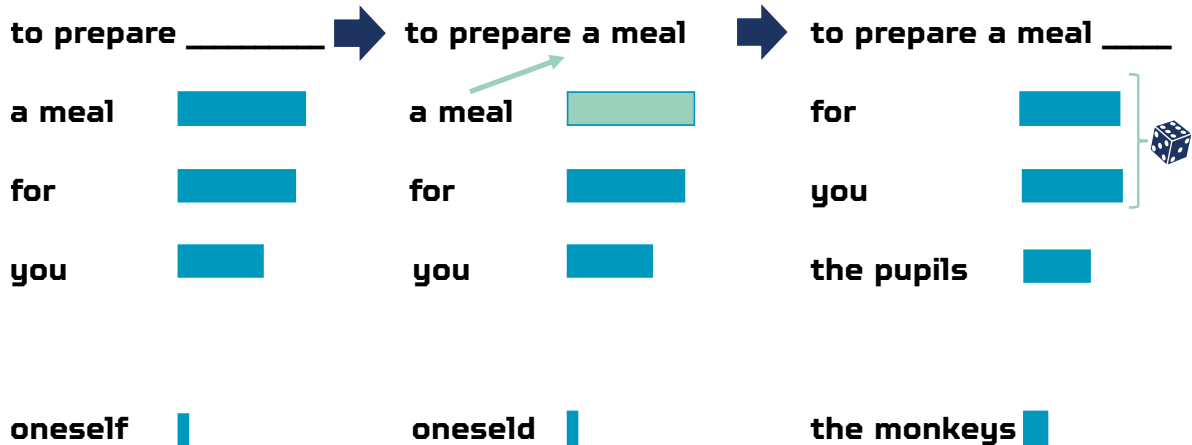 to prepare _________
a meal
for
you
oneself
to prepare a meal
a meal
for
you
oneseld
to prepare a meal ____
for
you
the pupils
the monkeys